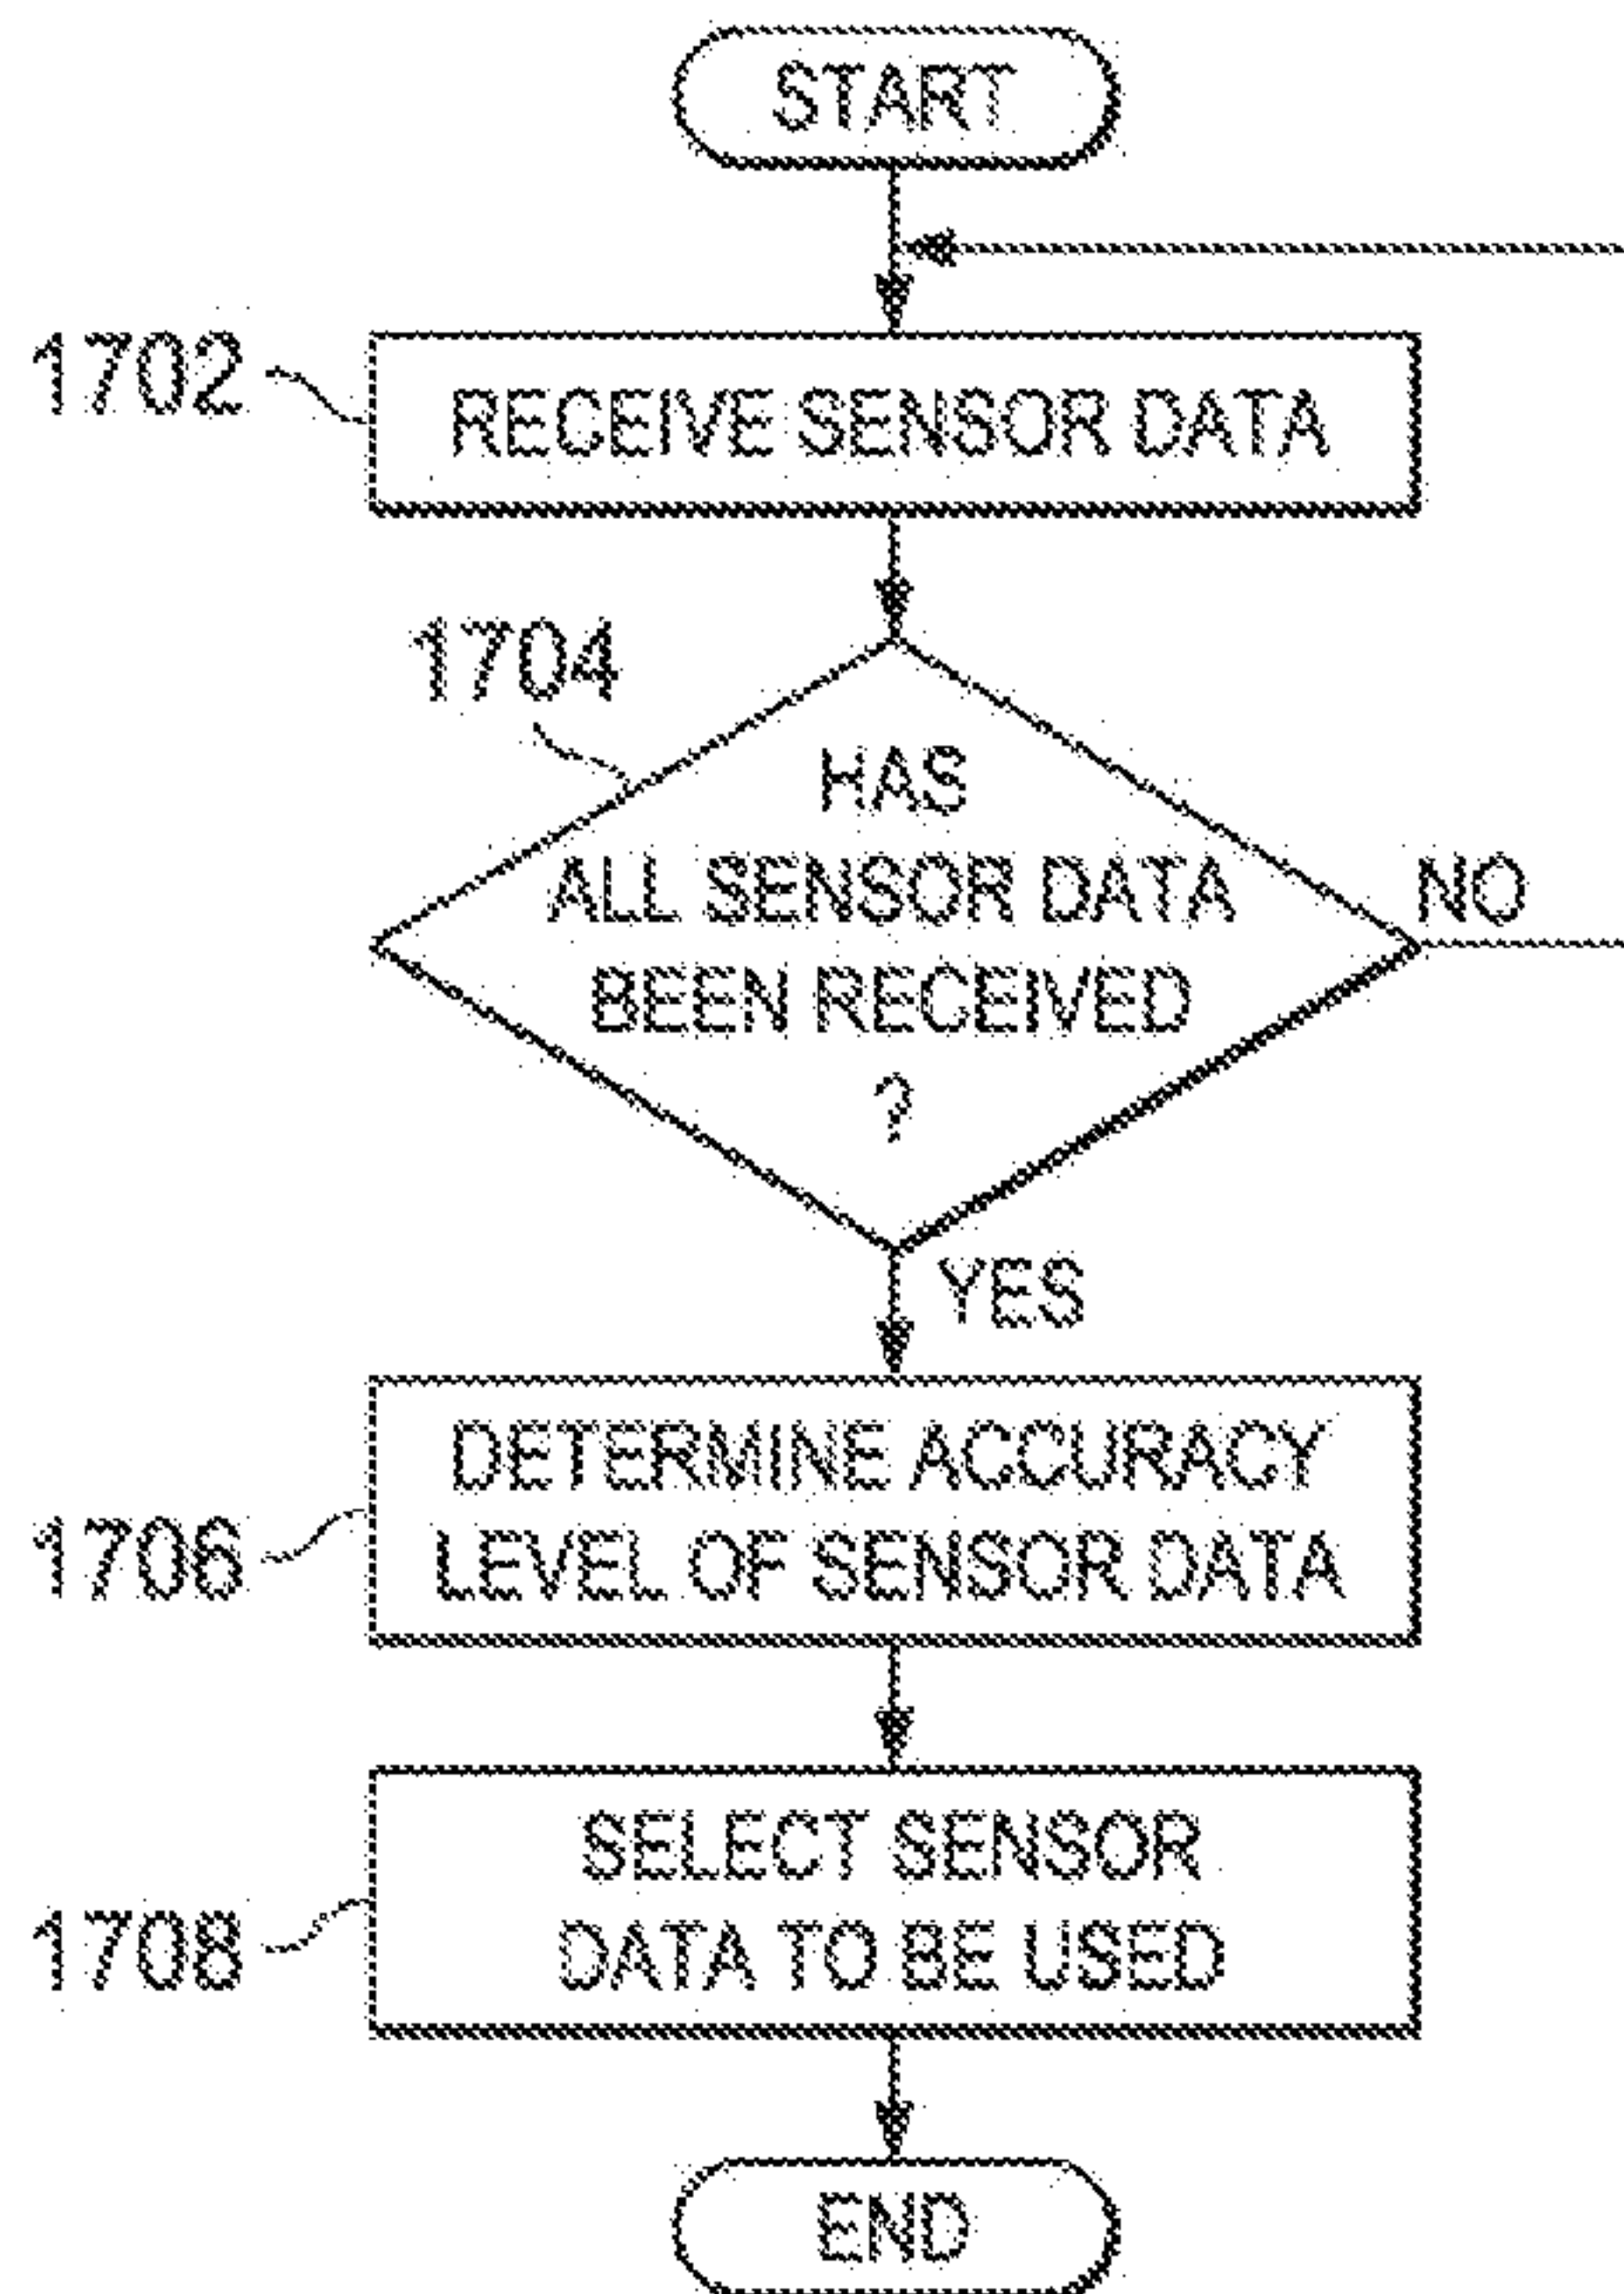 START
1702
RECEIVE SENSOR DATA
1704
HAS
ALL SENSOR DATA
BEEN RECEIVED
?
NO
YES
DETERMINE ACCURACY
LEVEL OF SENSOR DATA
1706
SELECT SENSOR
DATA TO BE USED
1708
END